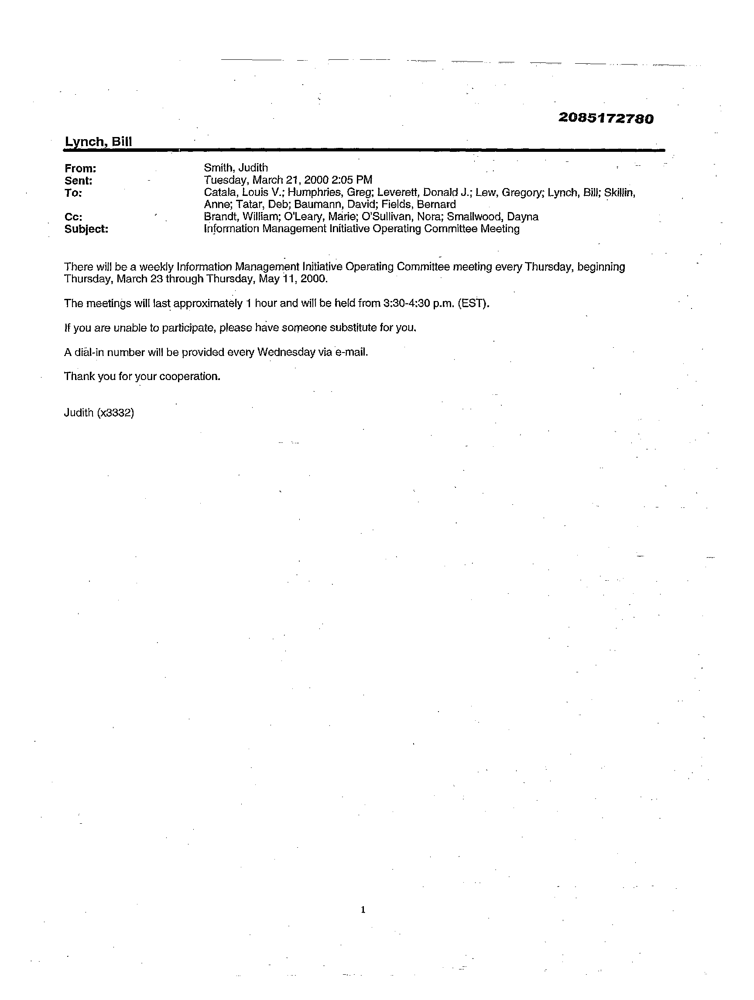 2085172780
Lynch, Bill
From: Smith, Judith
Sent: Tuesday, March 21, 2000 2:05 PM
To: Catala, Louis V.; Humphries, Greg; Leverett, Donald J.; Lew, Gregory; Lynch, Bill; Skillin,
Anne; Tatar, Deb; Baumann, David; Fields, Bernard
Cc: Brandt, William; O'Leary, Marie; O'Sullivan, Nora; Smallwood, Dayna
Subject: Information Management Initiative Operating Committee Meeting
There will be a weekly Information Management Initiative Operating Committee meeting every Thursday, beginning
Thursday, March 23 through Thursday, May 11, 2000.
The meetings will last approximately 1 hour and will be held from 3:30-4:30 p.m. (EST).
If you are unable to participate, please have someone substitute for you.
A dial-in number will be provided every Wednesday via e-mail.
Thank you for your cooperation.
Judith (x3332)
1